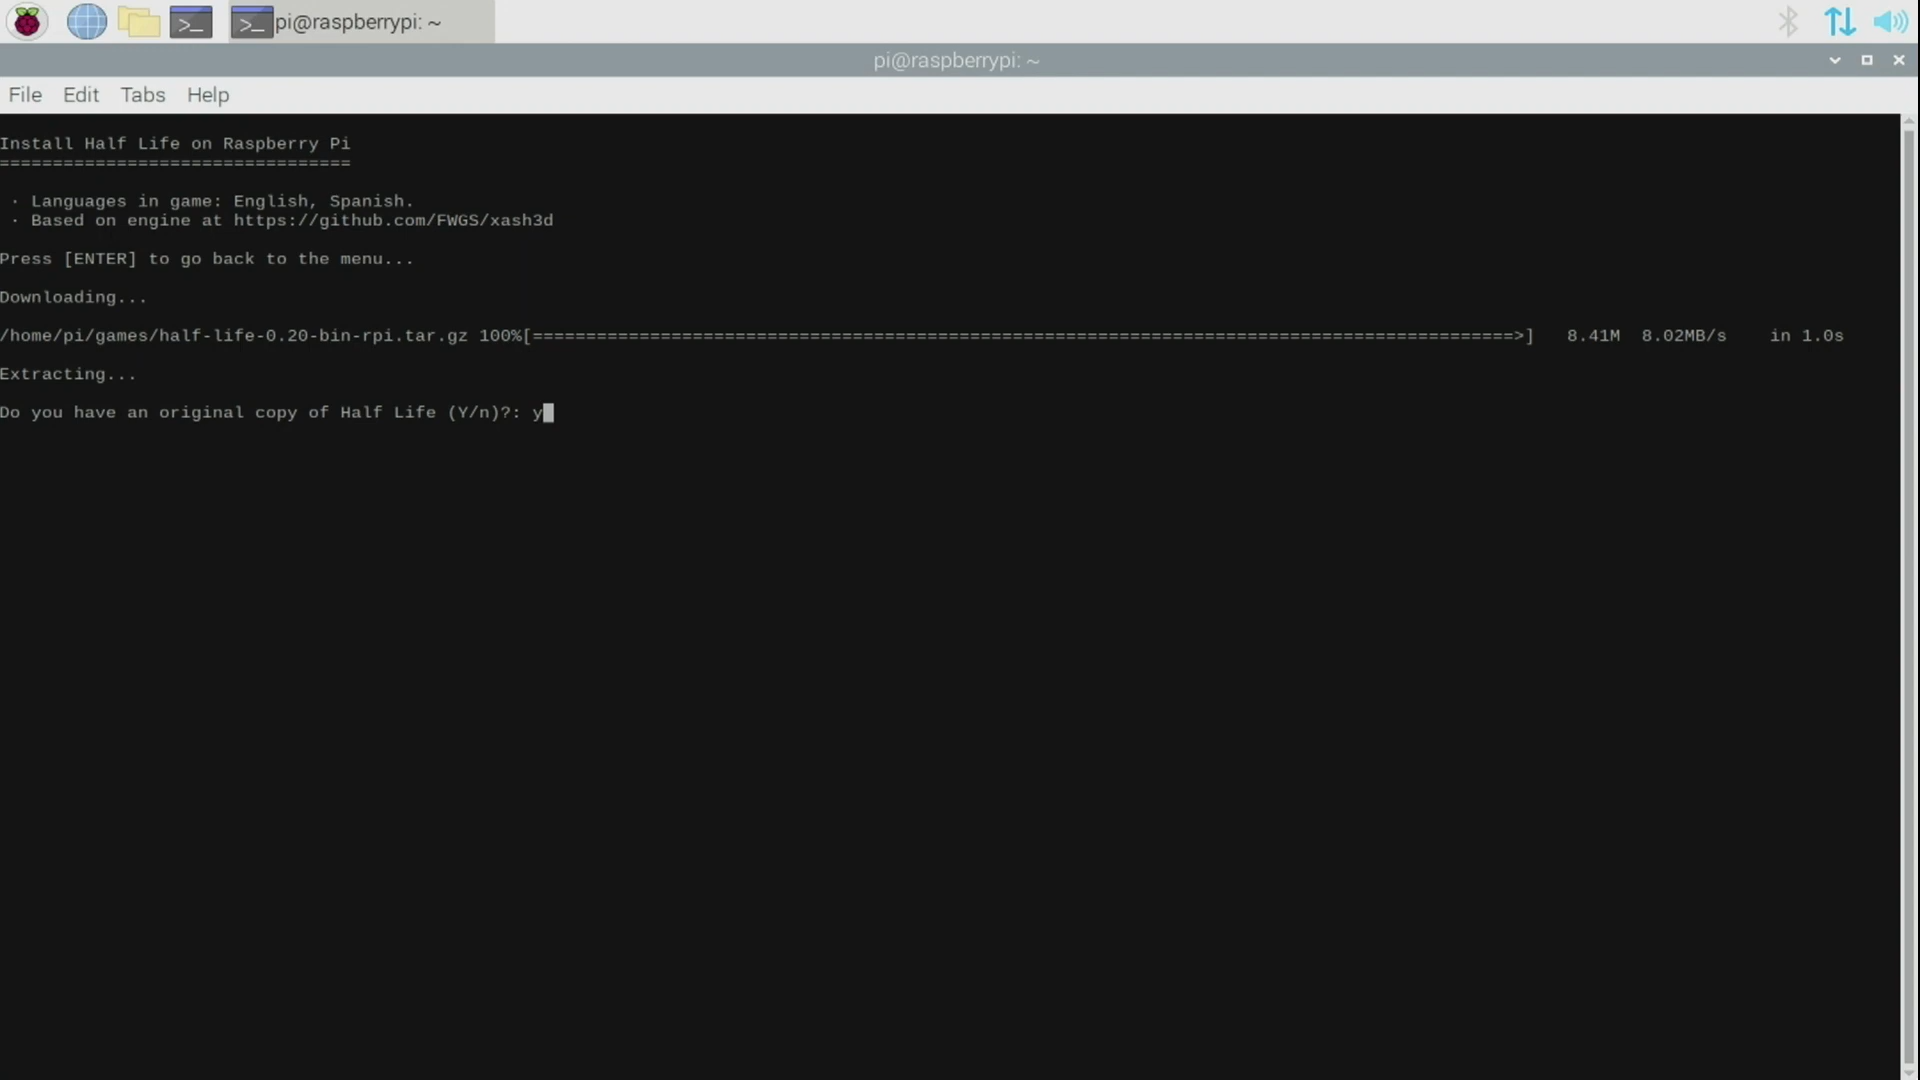 pi@raspberrypi: ~
pi@raspberrypi: ~
File Edit Tabs Help
Install Half Life on Raspberry Pi
=================================
· Languages in game: English, Spanish.
· Based on engine at https://github.com/FWGS/xash3d
Press [ENTER] to go back to the menu...
Downloading...
/home/pi/games/half-life-0.20-bin-rpi.tar.gz 100%[============================================================================================>] 8.41M 8.02MB/s in 1.0s
Extracting...
Do you have an original copy of Half Life (Y/n)?: y